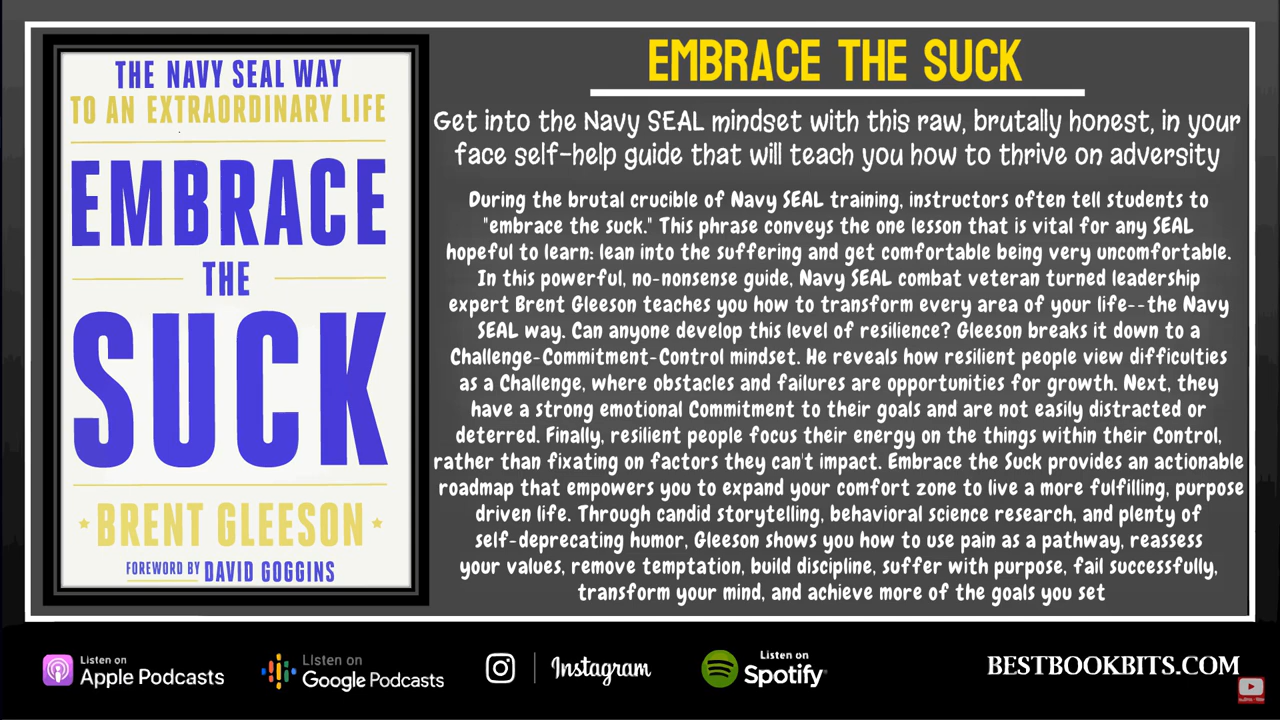 THE NAVY SEAL WAY
TO AN EXTRAORDINARY LIFE
EMBRACE
THE
SUCK
BRENT GLEESON
FOREWORD BY DAVID GOGGINS
EMBRACE THE SUCK
Get into the Navy SEAL mindset with this raw, brutally honest, in your
face self-help guide that will teach you how to thrive on adversity
During the brutal crucible of Navy SEAL training, instructors often tell students to
"embrace the suck." This phrase conveys the one lesson that is vital for any SEAL
hopeful to learn: lean into the suffering and get comfortable being very uncomfortable.
In this powerful, no-nonsense guide, Navy SEAL combat veteran turned leadership
expert Brent Gleeson teaches you how to transform every area of your life--the Navy
SEAL way. Can anyone develop this level of resilience? Gleeson breaks it down to a
Challenge-Commitment-Control mindset. He reveals how resilient people view difficulties
as a Challenge, where obstacles and failures are opportunities for growth. Next, they
have a strong emotional Commitment to their goals and are not easily distracted or
deterred. Finally, resilient people focus their energy on the things within their Control,
rather than fixating on factors they can't impact. Embrace the Suck provides an actionable
roadmap that empowers you to expand your comfort zone to live a more fulfilling, purpose
driven life. Through candid storytelling, behavioral science research, and plenty of
self-deprecating humor, Gleeson shows you how to use pain as a pathway, reassess
your values, remove temptation, build discipline, suffer with purpose, fail successfully,
transform your mind, and achieve more of the goals you set
Listen on
Apple Podcasts
Listen on
Google Podcasts
Instagram
Listen on
Spotify
BESTBOOKBITS.COM